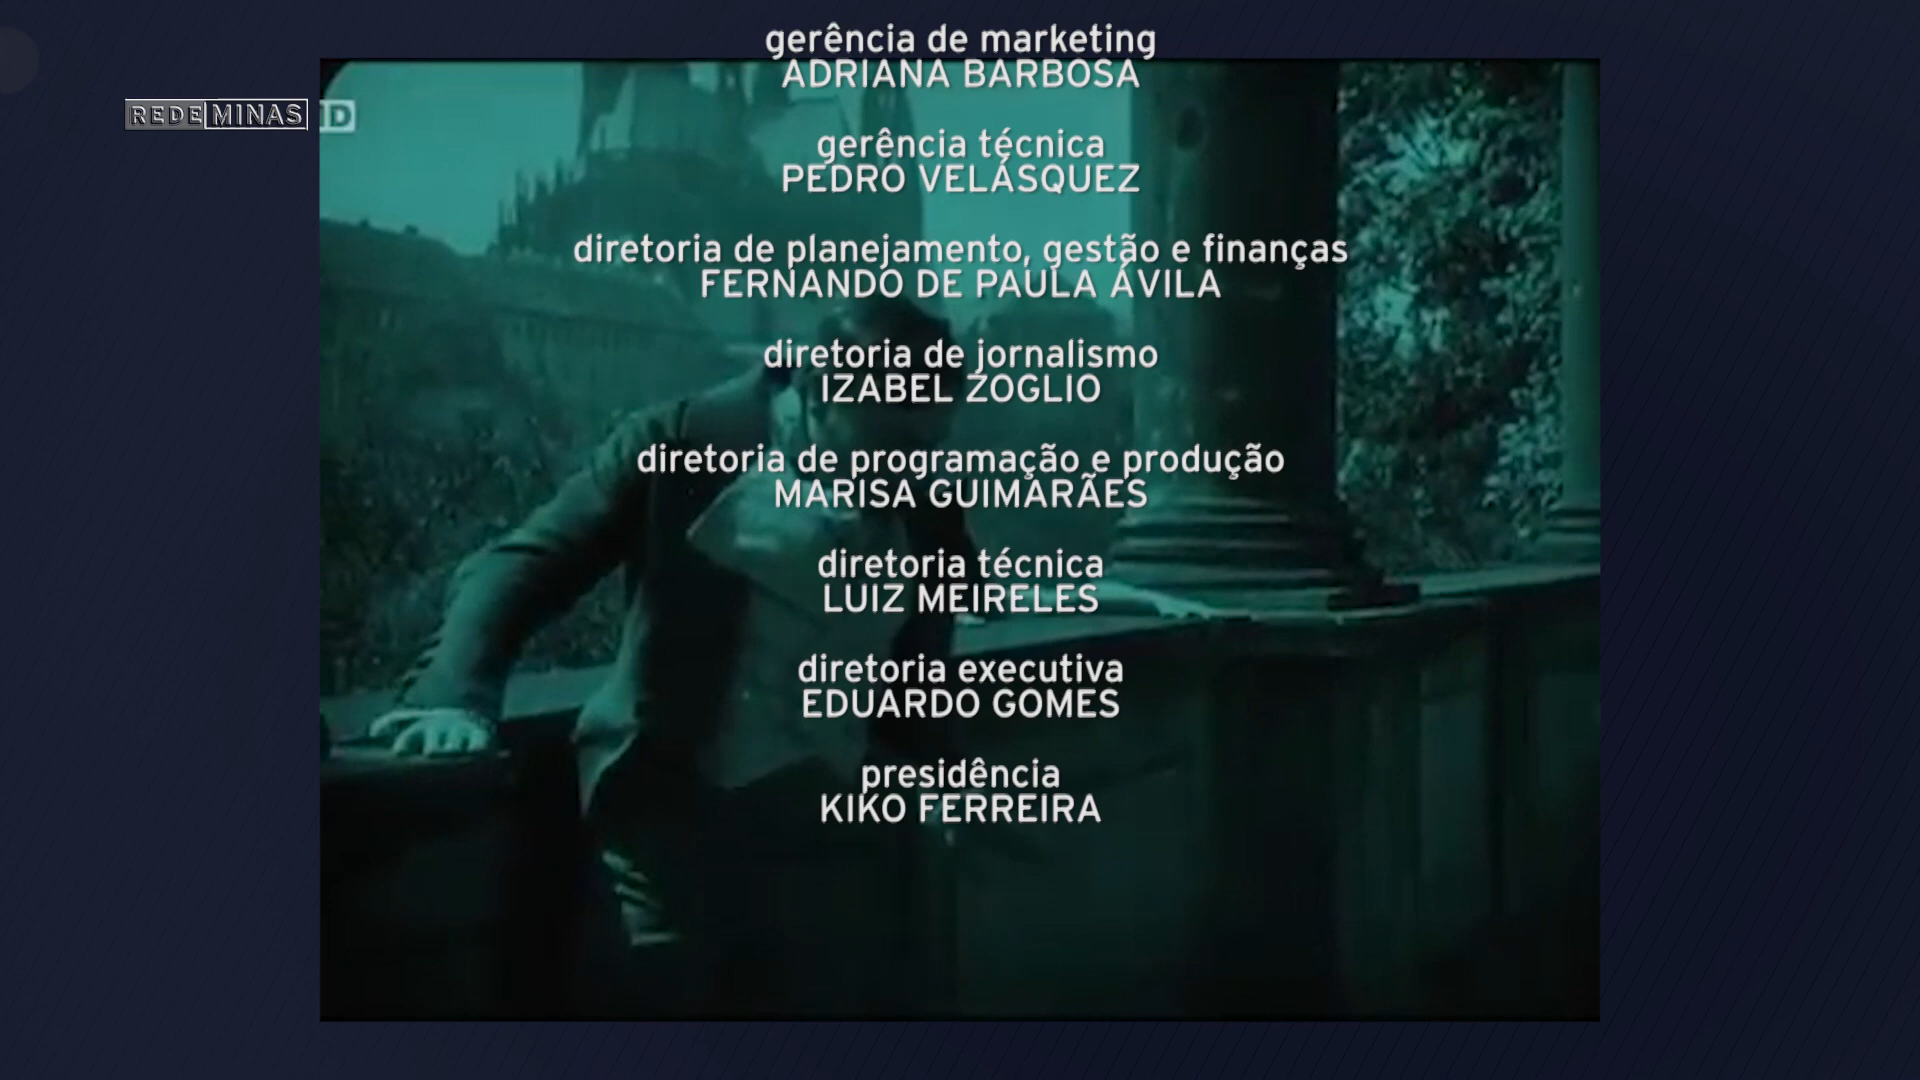 gerência de marketing
ADRIANA BARBOSA
REDE MINAS
gerência técnica
PEDRO VELÁSQUEZ
diretoria de planejamento, gestão e finanças
FERNANDO DE PAULA ÁVILA
diretoria de jornalismo
IZABEL ZOGLIO
diretoria de programação e produção
MARISA GUIMARÃES
diretoria técnica
LUIZ MEIRELES
diretoria executiva
EDUARDO GOMES
presidência
KIKO FERREIRA